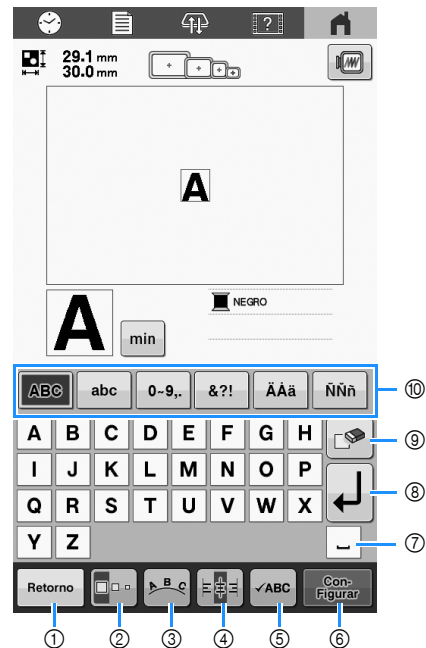 ?
29.1 mm
30.0 mm
A
A
min
NEGRO
ABC abc 0~9,. &?! ÄÅä ÑÑñ ⑩
A B C D E F G H ⑨
I J K L M N O P
Q R S T U V W X ⑧
Y Z ⑦
Retorno A B C ✓ABC Con-
Figurar
① ② ③ ④ ⑤ ⑥